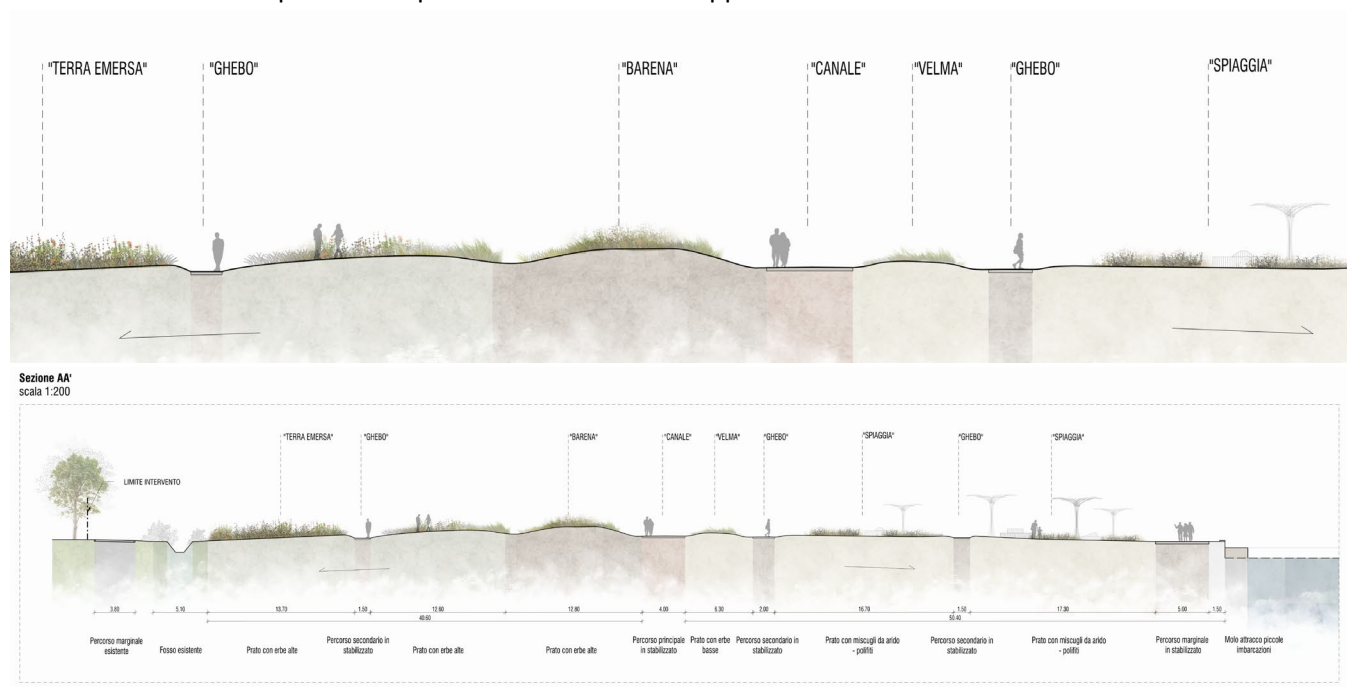 "TERRA EMERSA" "GHEBO" "BARENA" "CANALE" "VELMA" "GHEBO" "SPIAGGIA"
Sezione AA'
scala 1:200
"TERRA EMERSA" "GHEBO" "BARENA" "CANALE" "VELMA" "GHEBO" "SPIAGGIA" "GHEBO" "SPIAGGIA"
LIMITE INTERVENTO
3.80 5.10 13.70 1.50 12.60 12.80 4.00 6.30 2.00 16.70 1.50 17.30 5.00 1.50
40.60 50.40
Percorso marginale
esistente
Fosso esistente
Prato con erbe alte
Percorso secondario in
stabilizzato
Prato con erbe alte
Prato con erbe alte
Percorso principale
in stabilizzato
Prato con erbe
basse
Percorso secondario in
stabilizzato
Prato con miscugli da arido
- polifiti
Percorso secondario in
stabilizzato
Prato con miscugli da arido
- polifiti
Percorso marginale
in stabilizzato
Molo attracco piccole
imbarcazioni